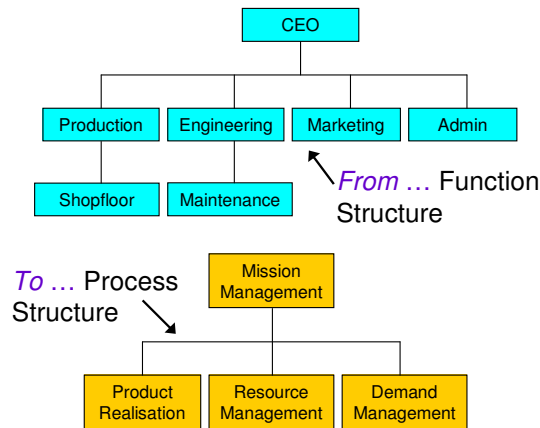 CEO
Production Engineering Marketing Admin
Shopfloor Maintenance
From ... Function
Structure
To ... Process
Structure
Mission
Management
Product
Realisation
Resource
Management
Demand
Management